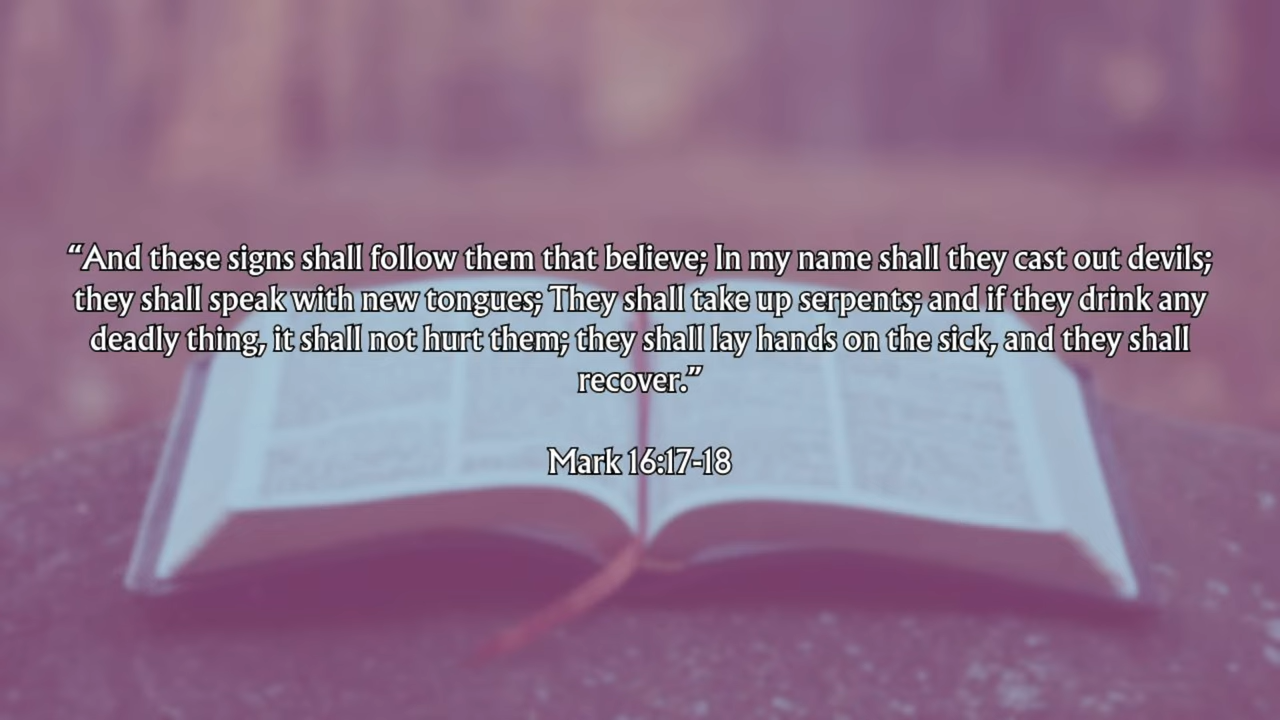 “And these signs shall follow them that believe; In my name shall they cast out devils;
they shall speak with new tongues; They shall take up serpents; and if they drink any
deadly thing, it shall not hurt them; they shall lay hands on the sick, and they shall
recover.”
Mark 16:17-18